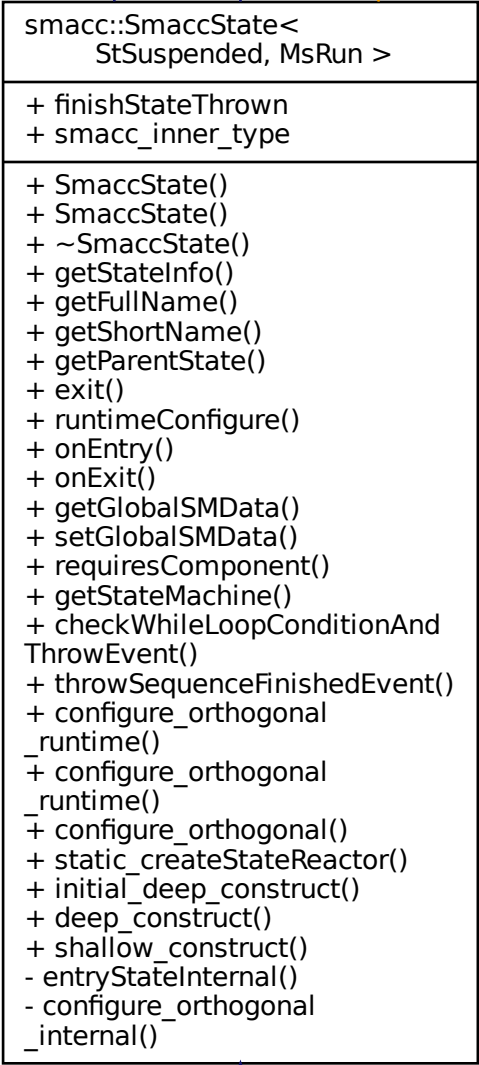 smacc::SmaccState<
StSuspended, MsRun >
+ finishStateThrown
+ smacc_inner_type
+ SmaccState()
+ SmaccState()
+ ~SmaccState()
+ getStateInfo()
+ getFullName()
+ getShortName()
+ getParentState()
+ exit()
+ runtimeConfigure()
+ onEntry()
+ onExit()
+ getGlobalSMData()
+ setGlobalSMData()
+ requiresComponent()
+ getStateMachine()
+ checkWhileLoopConditionAnd
ThrowEvent()
+ throwSequenceFinishedEvent()
+ configure_orthogonal
_runtime()
+ configure_orthogonal
_runtime()
+ configure_orthogonal()
+ static_createStateReactor()
+ initial_deep_construct()
+ deep_construct()
+ shallow_construct()
- entryStateInternal()
- configure_orthogonal
_internal()